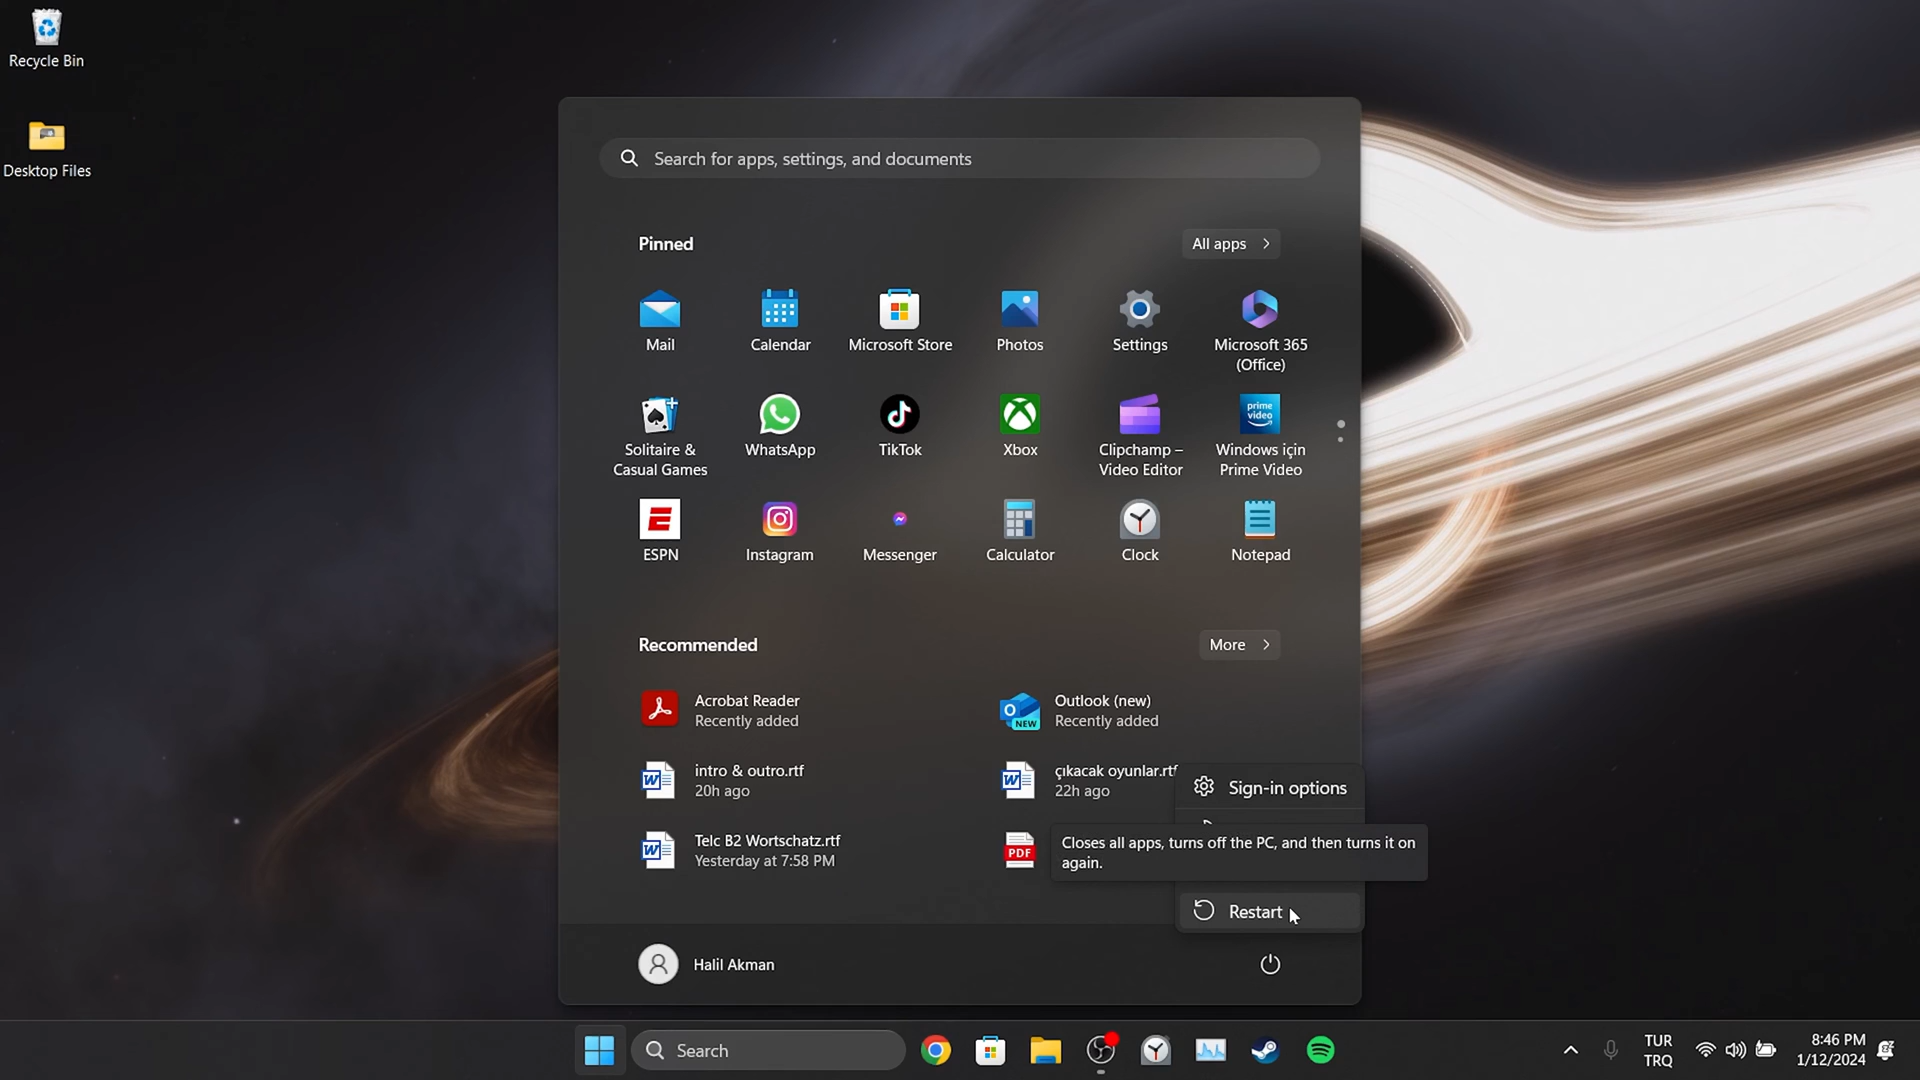 Recycle Bin
Desktop Files
Search for apps, settings, and documents
Pinned
All apps
Mail
Calendar
Microsoft Store
Photos
Settings
Microsoft 365
(Office)
Solitaire &
Casual Games
WhatsApp
TikTok
Xbox
Clipchamp –
Video Editor
prime
video
Windows için
Prime Video
ESPN
Instagram
Messenger
Calculator
Clock
Notepad
Recommended
More
Acrobat Reader
Recently added
NEW
Outlook (new)
Recently added
intro & outro.rtf
20h ago
çıkacak oyunlar.rtf
22h ago
Sign-in options
Telc B2 Wortschatz.rtf
Yesterday at 7:58 PM
PDF
Closes all apps, turns off the PC, and then turns it on
again.
Restart
Halil Akman
Search
TUR
TRQ
8:46 PM
1/12/2024